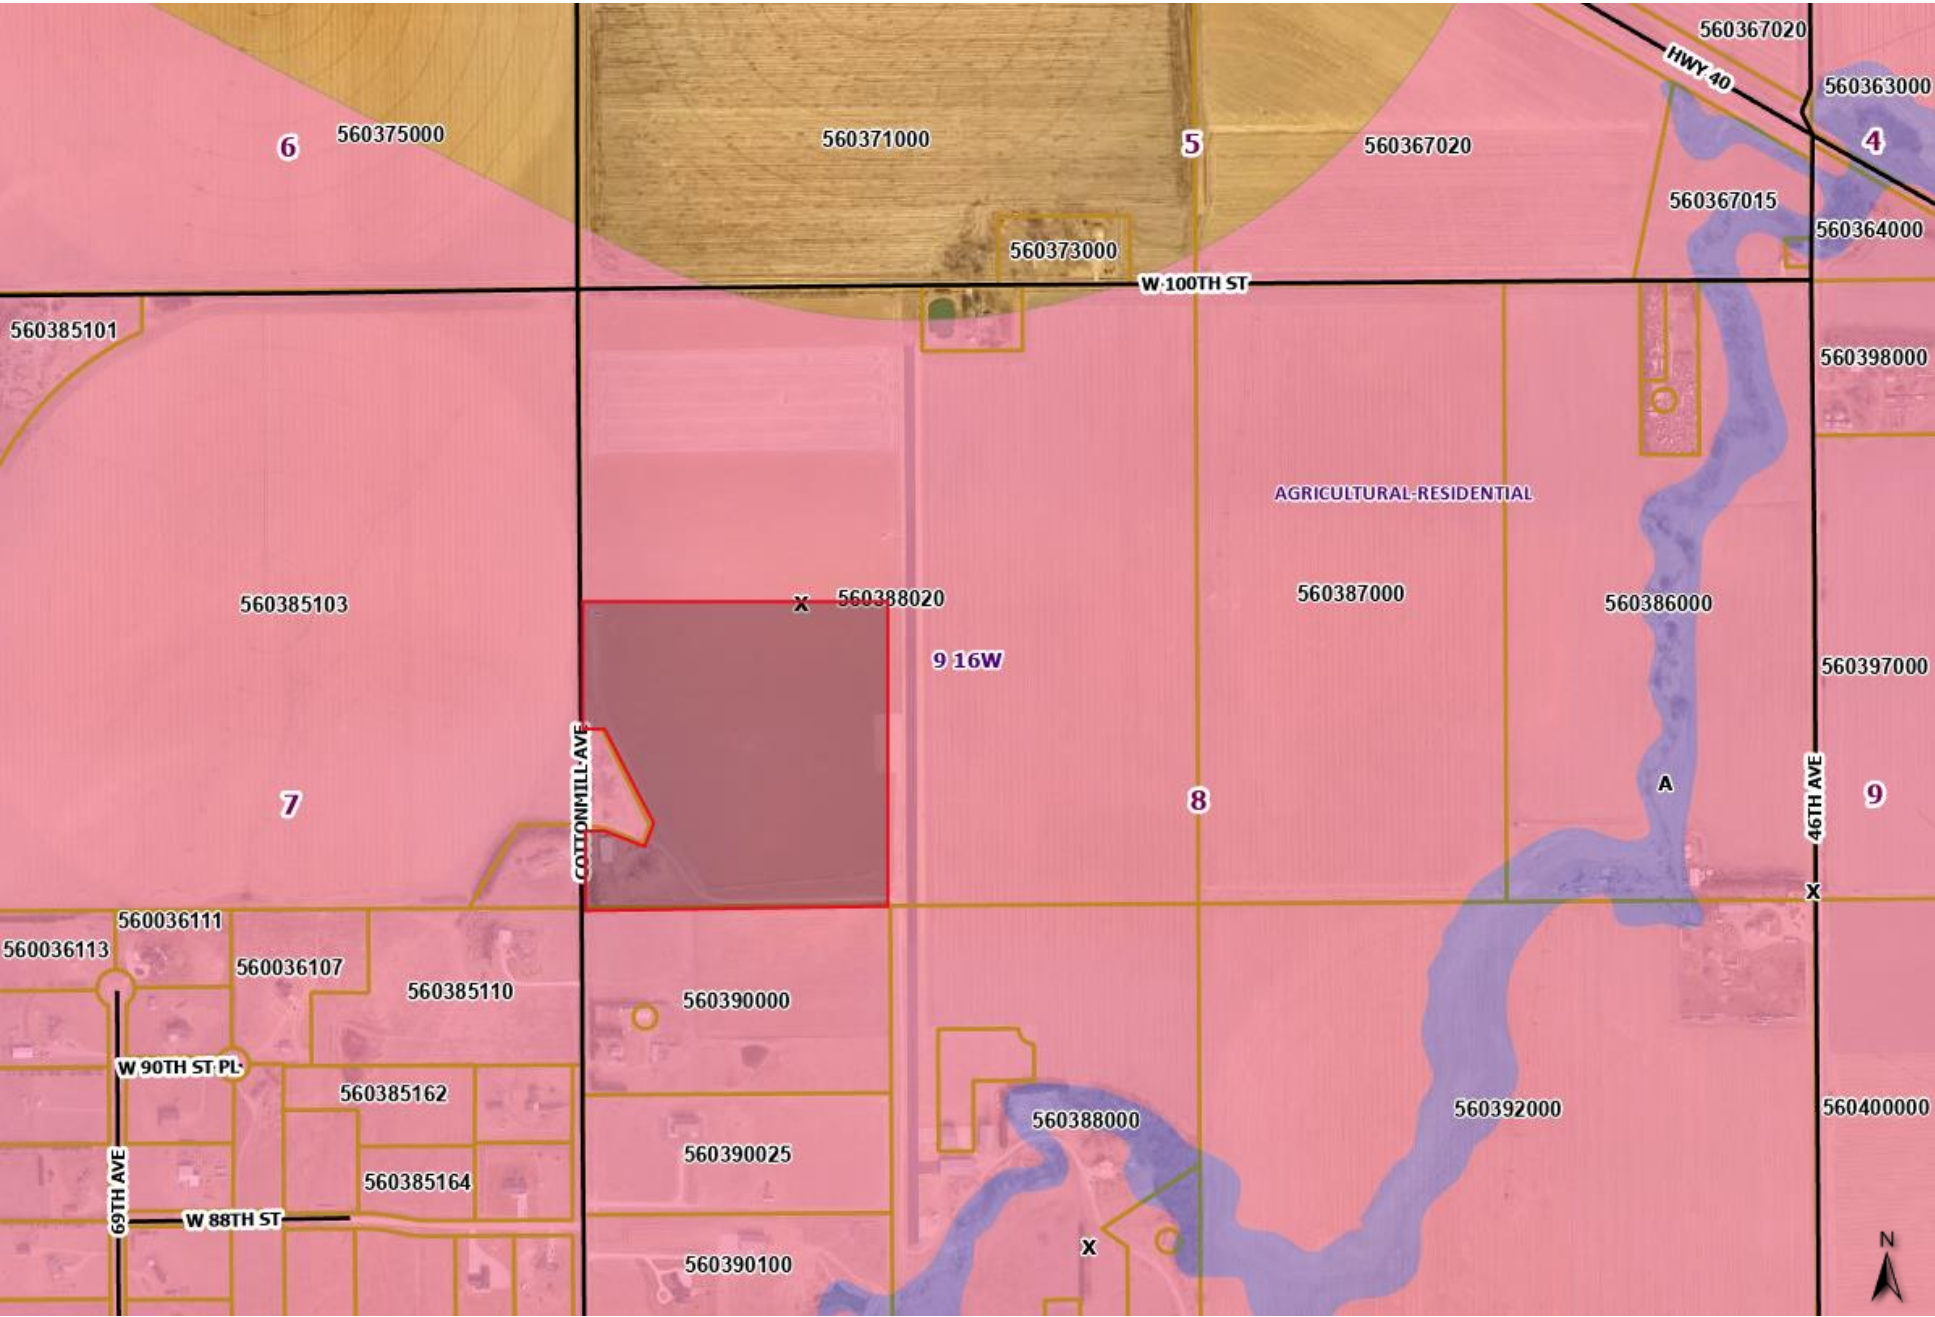 560367020
HWY 40
560363000
6
560375000
560371000
5
560367020
4
560367015
560364000
560373000
W 100TH ST
560385101
560398000
AGRICULTURAL-RESIDENTIAL
560385103
X
560388020
560387000
560386000
9 16W
560397000
COTTONMILL AVE
46TH AVE
A
7
8
9
X
560036111
560036113
560036107
560385110
560390000
W 90TH ST PL
560385162
560388000
560392000
560400000
560390025
69TH AVE
560385164
W 88TH ST
X
560390100
N